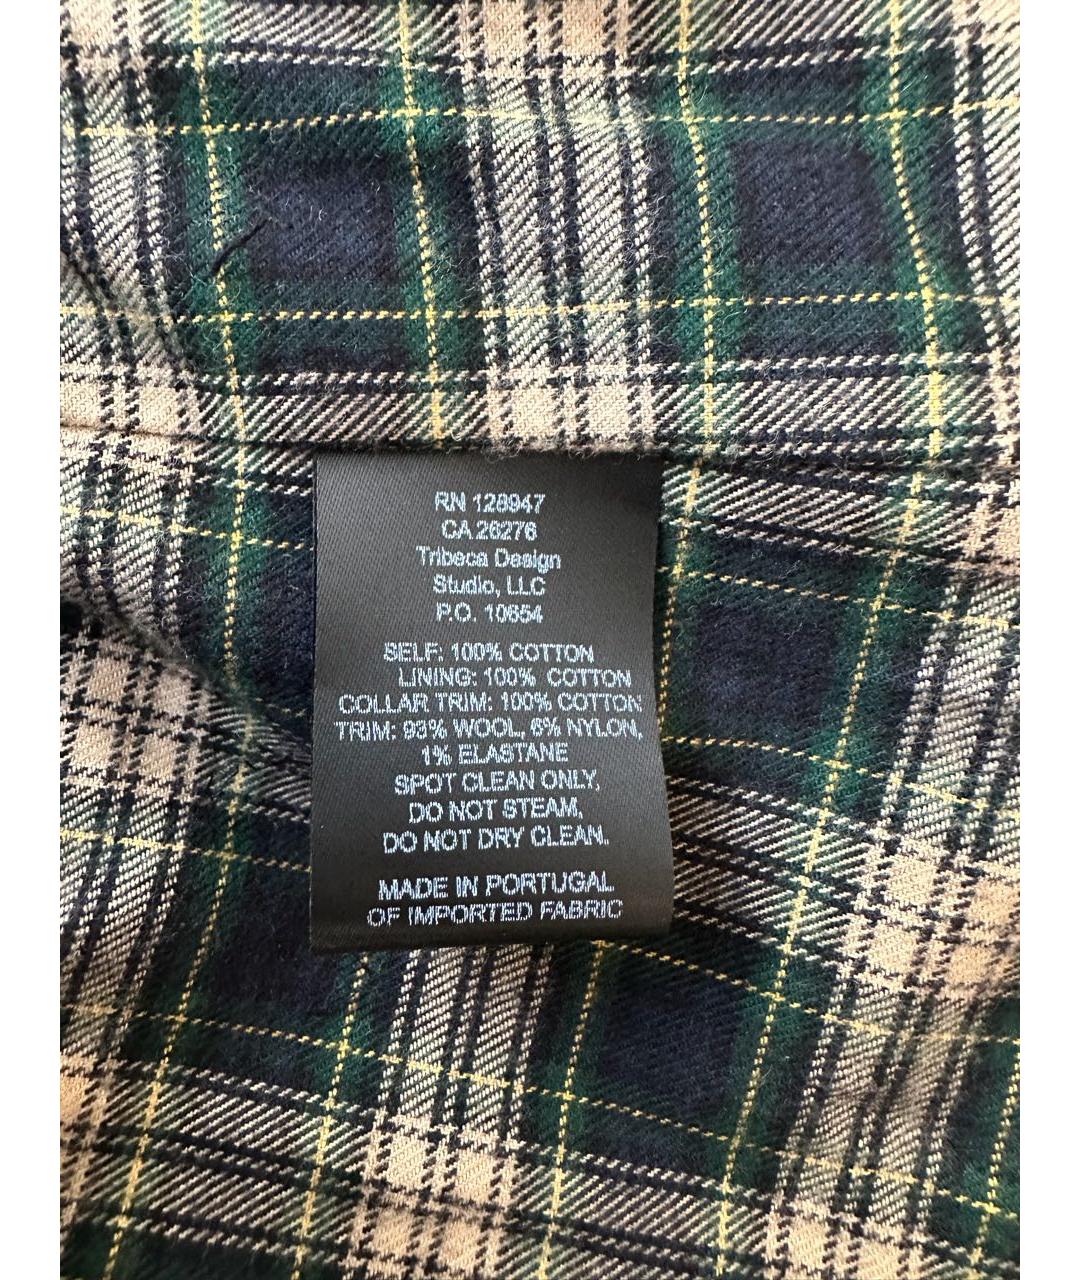 RN 128947
CA 26276
Tribeca Design
Studio, LLC
P.O. 10654
SELF: 100% COTTON
LINING: 100% COTTON
COLLAR TRIM: 100% COTTON
TRIM: 93% WOOL, 6% NYLON,
1% ELASTANE
SPOT CLEAN ONLY,
DO NOT STEAM,
DO NOT DRY CLEAN.
MADE IN PORTUGAL
OF IMPORTED FABRIC